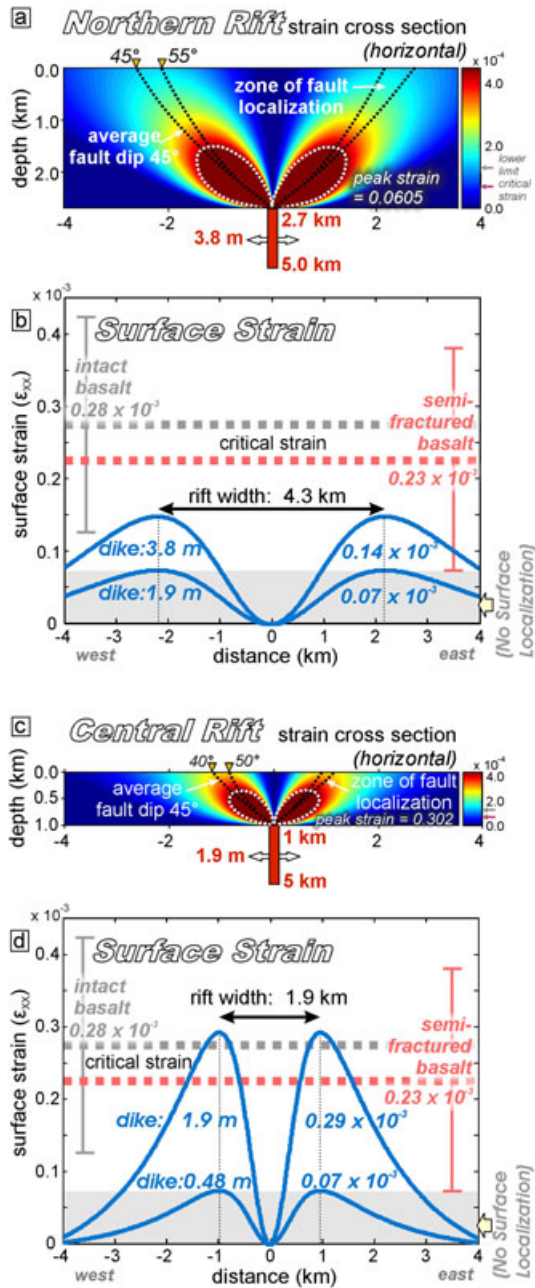 a
Northern Rift strain cross section
(horizontal)
45° 55°
x 10⁻⁴
0.0
1.0
2.0
depth (km)
zone of fault
localization
average
fault dip 45°
peak strain
= 0.0605
4.0
2.0
0.0
lower
limit
critical
strain
-4 -2 0 2 4
2.7 km
3.8 m
5.0 km
x 10⁻³
b
Surface Strain
0.4
0.3
0.2
0.1
0
surface strain (εxx)
intact
basalt
0.28 x 10⁻³
semi-
fractured
basalt
0.23 x 10⁻³
critical strain
rift width: 4.3 km
dike:3.8 m 0.14 x 10⁻³
dike:1.9 m 0.07 x 10⁻³
(No Surface
Localization)
-4 -3 -2 -1 0 1 2 3 4
west distance (km) east
c
Central Rift strain cross section
(horizontal)
40° 50°
x 10⁻⁴
0.0
0.5
1.0
depth (km)
average
fault dip 45°
zone of fault
localization
peak strain = 0.302
4.0
2.0
0.0
-4 -2 2 4
1 km
1.9 m
5 km
x 10⁻³
d
Surface Strain
0.4
0.3
0.2
0.1
0
surface strain (εxx)
intact
basalt
0.28 x 10⁻³
rift width: 1.9 km
semi-
fractured
basalt
0.23 x 10⁻³
critical strain
dike: 1.9 m 0.29 x 10⁻³
dike:0.48 m 0.07 x 10⁻³
(No Surface
Localization)
-4 -3 -2 -1 0 1 2 3 4
west distance (km) east